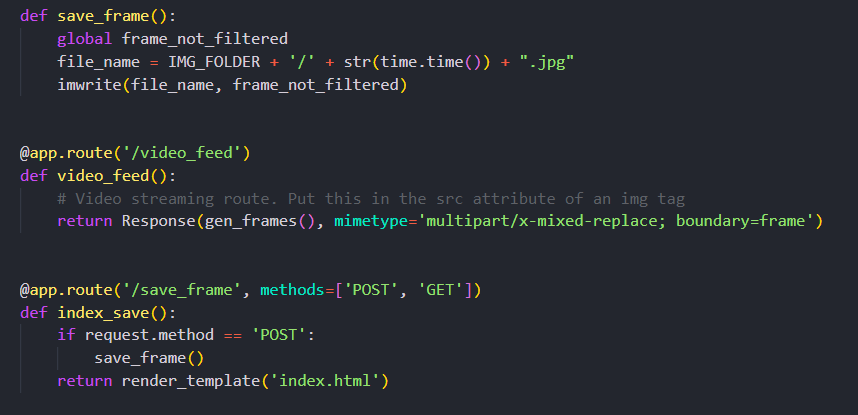 def save_frame():
    global frame_not_filtered
    file_name = IMG_FOLDER + '/' + str(time.time()) + ".jpg"
    imwrite(file_name, frame_not_filtered)
@app.route('/video_feed')
def video_feed():
    # Video streaming route. Put this in the src attribute of an img tag
    return Response(gen_frames(), mimetype='multipart/x-mixed-replace; boundary=frame')
@app.route('/save_frame', methods=['POST', 'GET'])
def index_save():
    if request.method == 'POST':
        save_frame()
    return render_template('index.html')